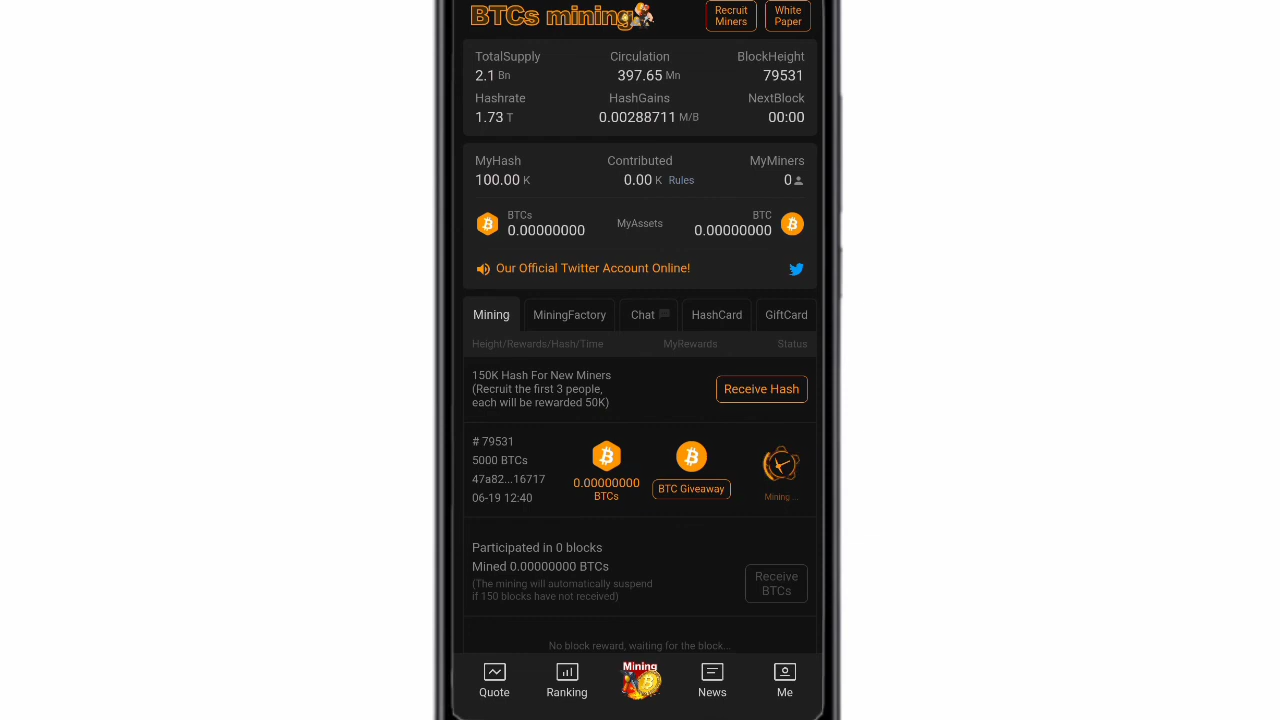 BTCs mining
Recruit
Miners
White
Paper
TotalSupply
Circulation
BlockHeight
2.1 Bn
397.65 Mn
79531
Hashrate
HashGains
NextBlock
1.73 T
0.00288711 M/B
00:00
MyHash
Contributed
MyMiners
100.00 K
0.00 K Rules
0
BTCs
0.00000000
MyAssets
BTC
0.00000000
Our Official Twitter Account Online!
Mining
MiningFactory
Chat
HashCard
GiftCard
Height/Rewards/Hash/Time
MyRewards
Status
150K Hash For New Miners
(Recruit the first 3 people,
each will be rewarded 50K)
Receive Hash
# 79531
5000 BTCs
47a82...16717
06-19 12:40
0.00000000
BTCs
BTC Giveaway
Mining ...
Participated in 0 blocks
Mined 0.00000000 BTCs
(The mining will automatically suspend
if 150 blocks have not received)
Receive
BTCs
No block reward, waiting for the block...
Quote
Ranking
Mining
News
Me